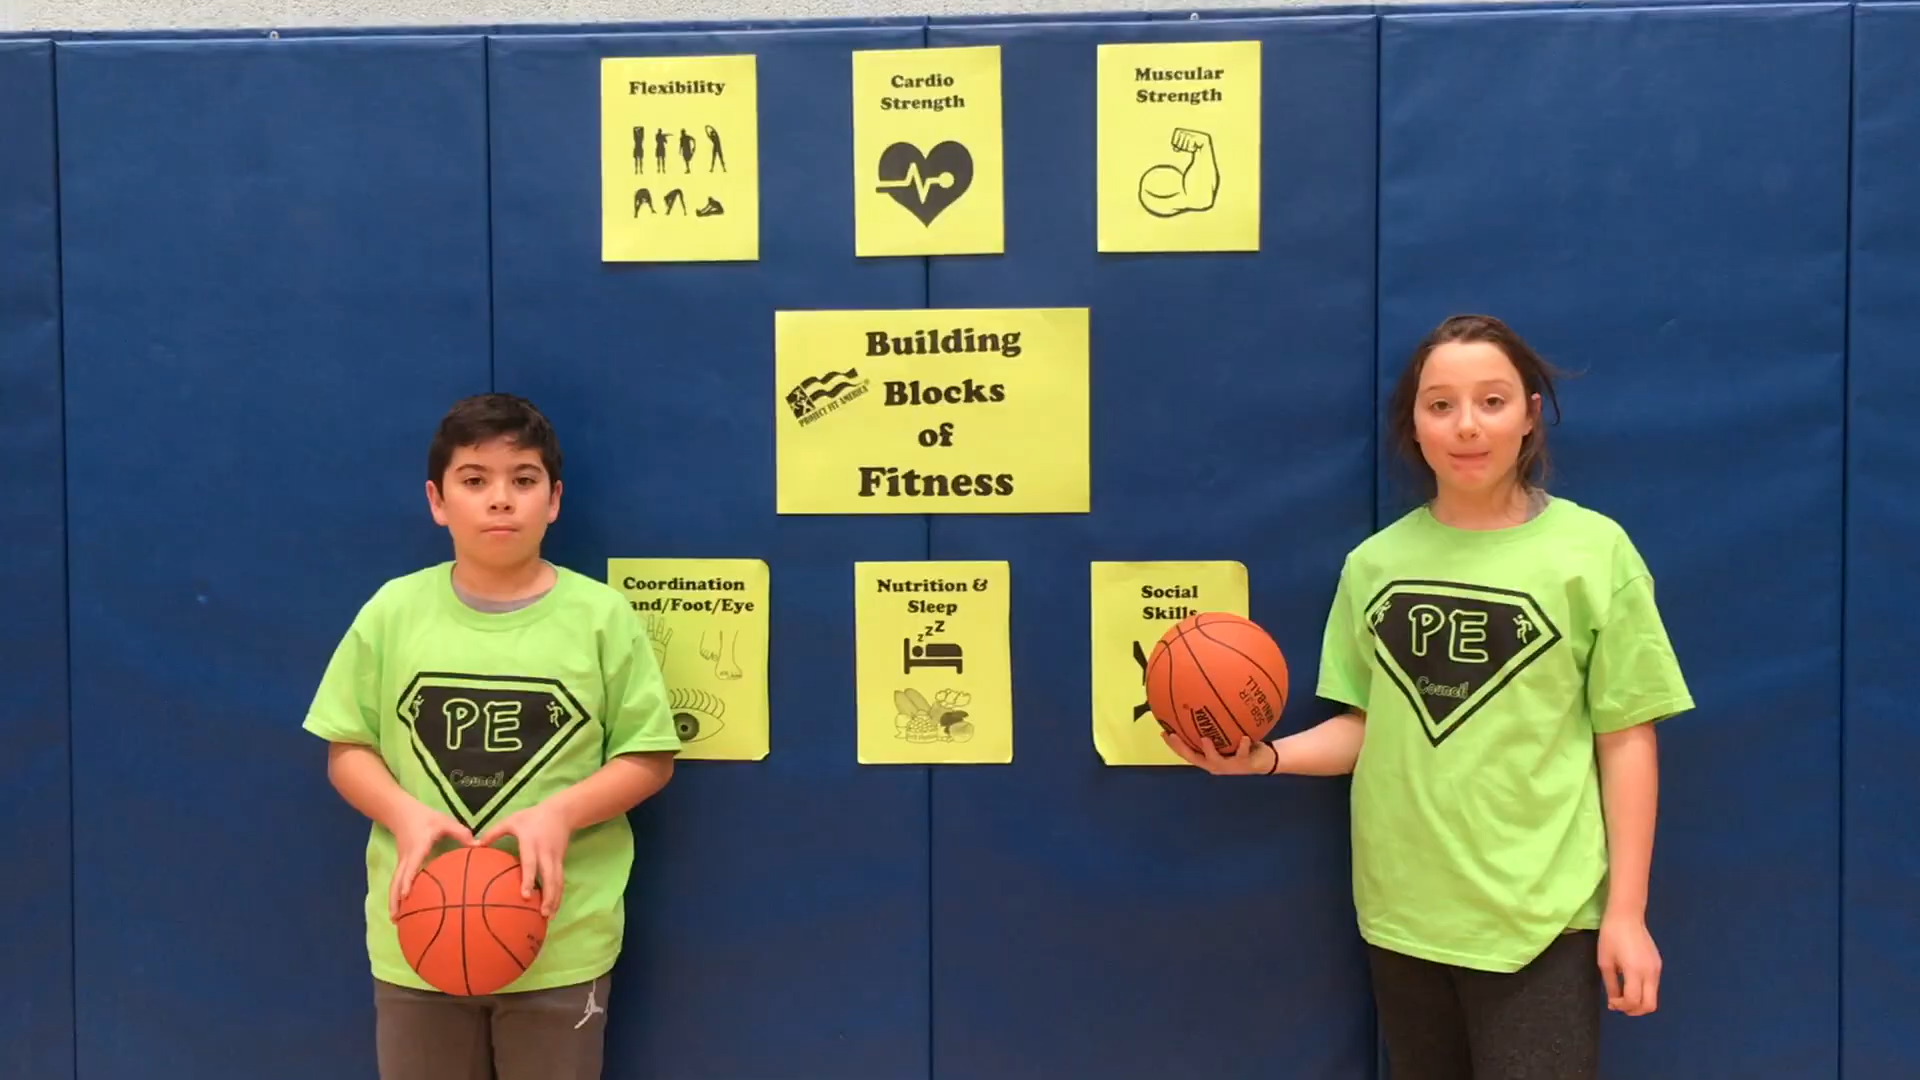 Flexibility
Cardio
Strength
Muscular
Strength
Building
Blocks
of
Fitness
PROJECT FIT AMERICA
Coordination
and/Foot/Eye
Nutrition &
Sleep
zzZ
Social
Skills
PE
Council
PE
Council